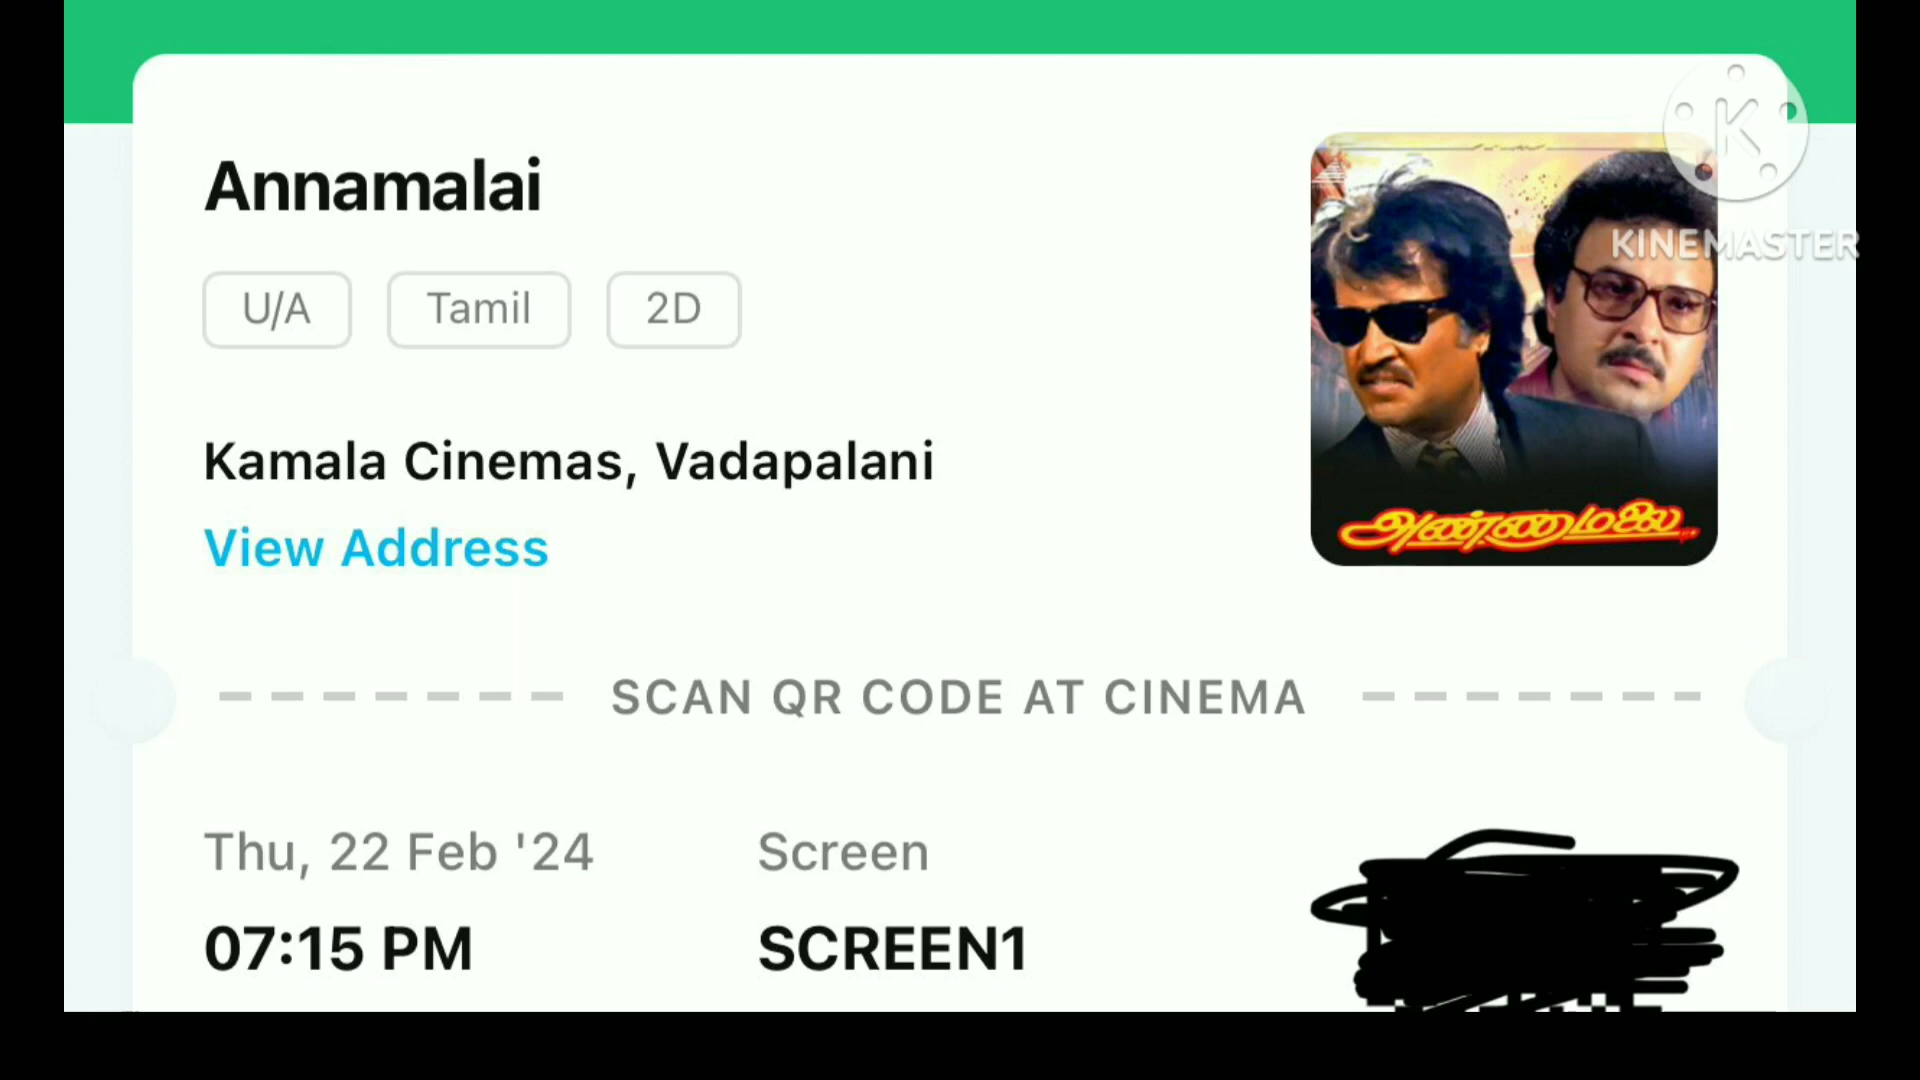 Annamalai
U/A
Tamil
2D
Kamala Cinemas, Vadapalani
View Address
K
KINEMASTER
அண்ணாமலை
SCAN QR CODE AT CINEMA
Thu, 22 Feb '24
Screen
07:15 PM
SCREEN1